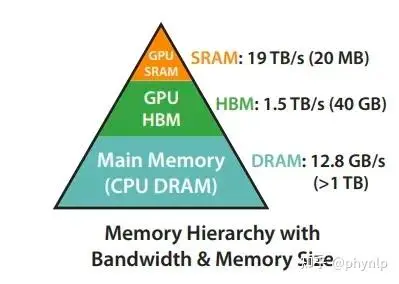 GPU
SRAM
SRAM: 19 TB/s (20 MB)
GPU
HBM
HBM: 1.5 TB/s (40 GB)
Main Memory
(CPU DRAM)
DRAM: 12.8 GB/s
(>1 TB)
Memory Hierarchy with
Bandwidth & Memory Size
知乎 @phynlp